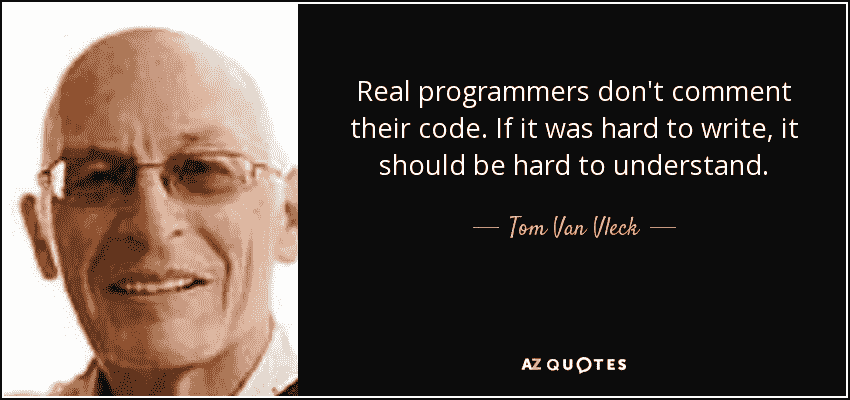 Real programmers don't comment
their code. If it was hard to write, it
should be hard to understand.
Tom Van Vleck
AZ QUOTES